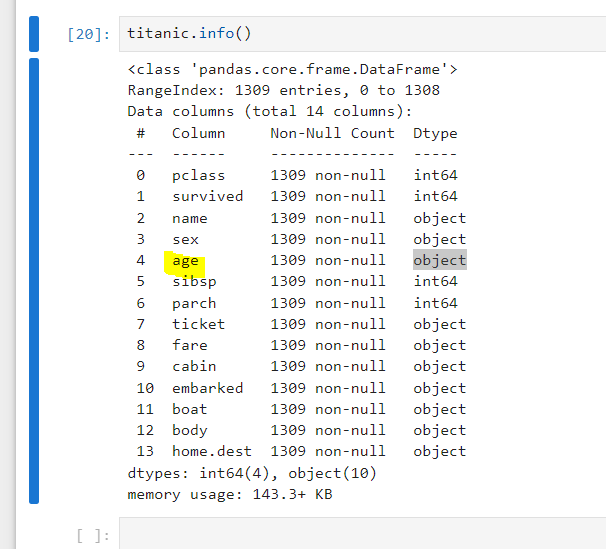 [20]: titanic.info()
<class 'pandas.core.frame.DataFrame'>
RangeIndex: 1309 entries, 0 to 1308
Data columns (total 14 columns):
 #   Column     Non-Null Count  Dtype
---  ------     --------------  -----
 0   pclass     1309 non-null   int64
 1   survived   1309 non-null   int64
 2   name       1309 non-null   object
 3   sex        1309 non-null   object
 4   age        1309 non-null   object
 5   sibsp      1309 non-null   int64
 6   parch      1309 non-null   int64
 7   ticket     1309 non-null   object
 8   fare       1309 non-null   object
 9   cabin      1309 non-null   object
 10  embarked   1309 non-null   object
 11  boat       1309 non-null   object
 12  body       1309 non-null   object
 13  home.dest  1309 non-null   object
dtypes: int64(4), object(10)
memory usage: 143.3+ KB
[ ]: